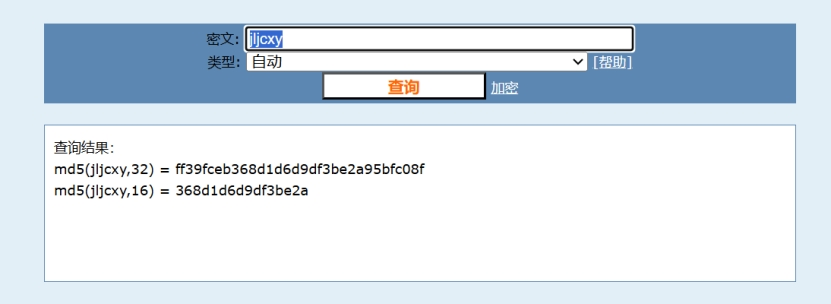 密文: jljcxy
类型: 自动 [帮助]
查询 加密
查询结果:
md5(jljcxy,32) = ff39fceb368d1d6d9df3be2a95bfc08f
md5(jljcxy,16) = 368d1d6d9df3be2a